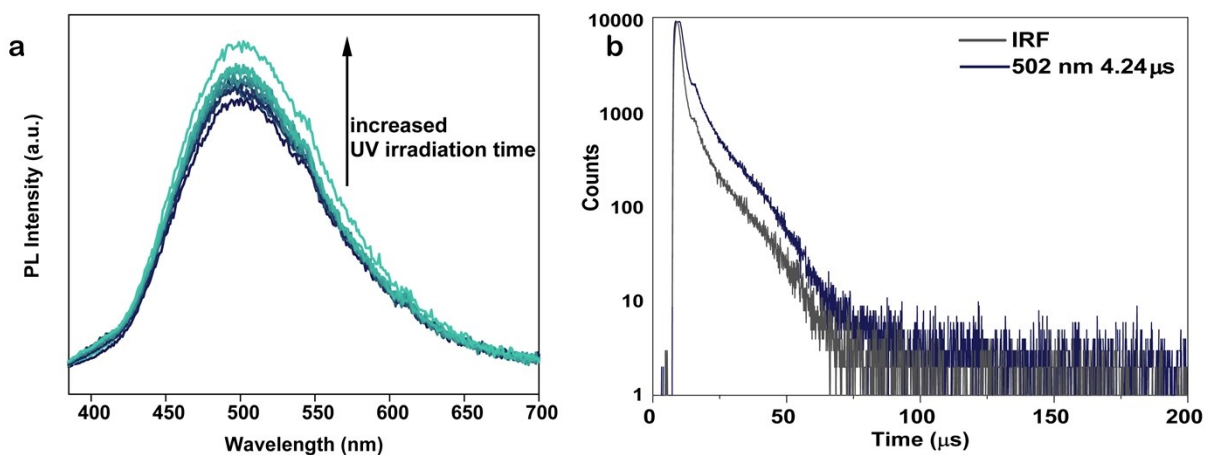 a
PL Intensity (a.u.)
increased
UV irradiation time
400 450 500 550 600 650 700
Wavelength (nm)
b
Counts
10000
1000
100
10
1
IRF
502 nm 4.24μs
0 50 100 150 200
Time (μs)